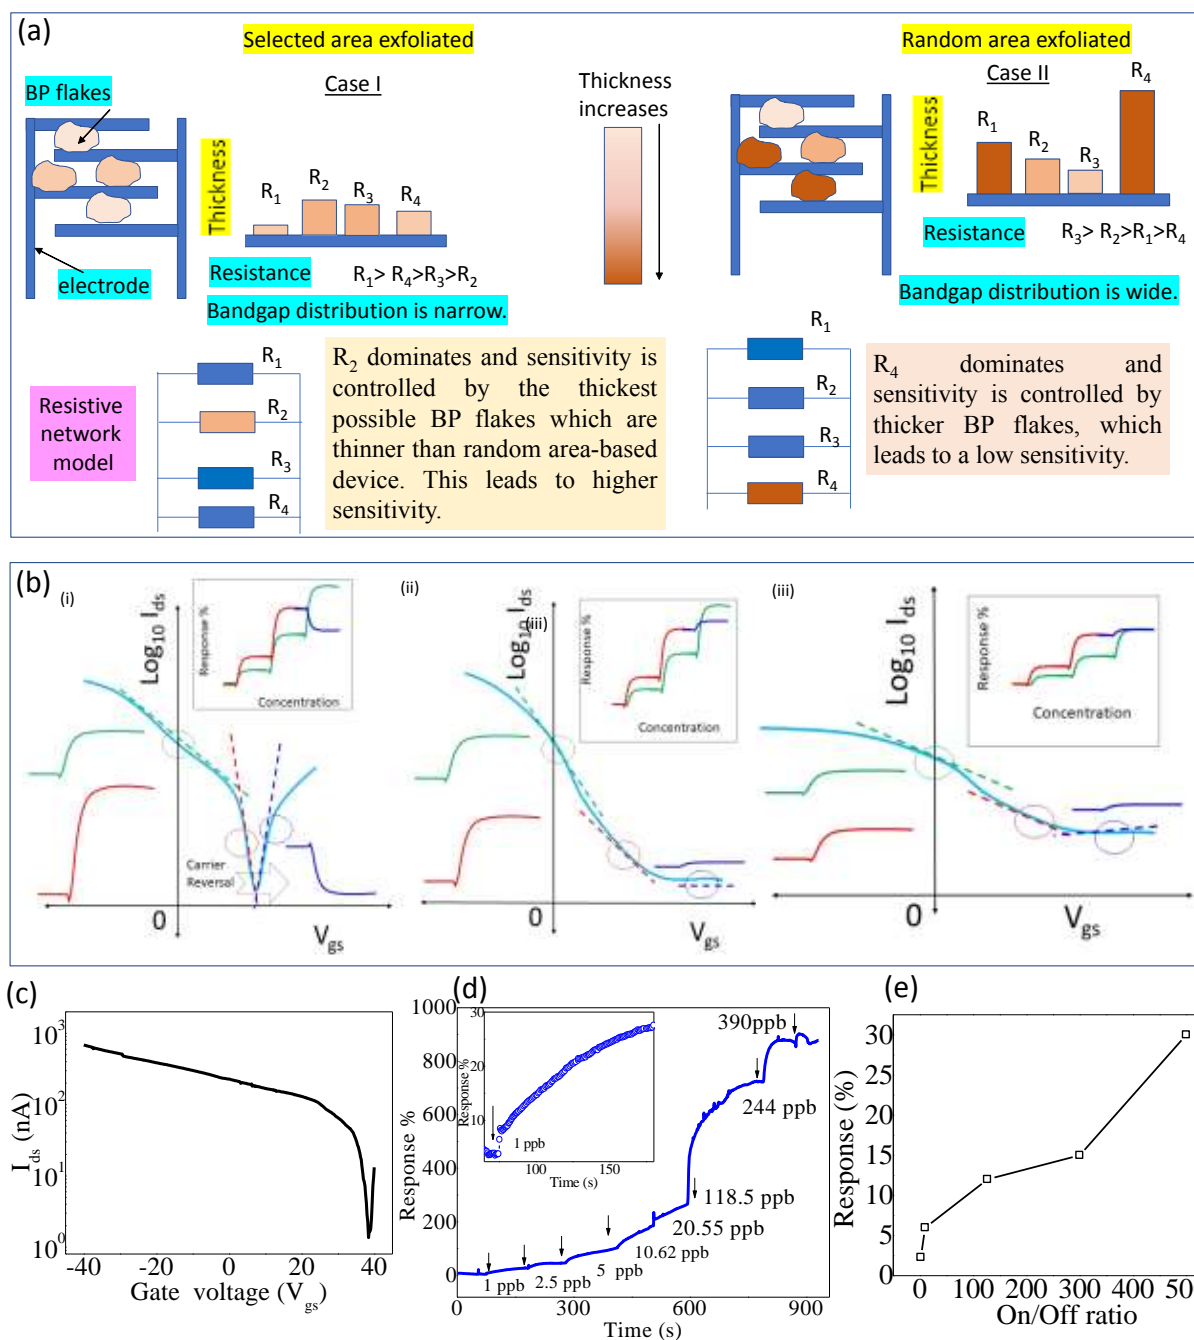 (a)
Selected area exfoliated
Random area exfoliated
BP flakes
Case I
Thickness
increases
Case II
Thickness
R1
R2
R3
R4
Thickness
R1
R2
R3
R4
electrode
Resistance
R1> R4>R3>R2
Bandgap distribution is narrow.
Resistance
R3> R2>R1>R4
Bandgap distribution is wide.
Resistive
network
model
R1
R2
R3
R4
R2 dominates and sensitivity is
controlled by the thickest
possible BP flakes which are
thinner than random area-based
device. This leads to higher
sensitivity.
R1
R2
R3
R4
R4 dominates and
sensitivity is controlled by
thicker BP flakes, which
leads to a low sensitivity.
(b)
(i)
Log10 Ids
Response %
Concentration
Carrier
Reversal
0
Vgs
(ii)
Log10 Ids
(iii)
Response %
Concentration
0
Vgs
(iii)
Log10 Ids
Response %
Concentration
0
Vgs
(c)
Ids (nA)
10^3
10^2
10^1
10^0
-40 -20 0 20 40
Gate voltage (Vgs)
(d)
Response %
1000
800
600
400
200
0
0 300 600 900
Time (s)
30
20
10
Response %
1 ppb
100 150
Time (s)
1 ppb
2.5 ppb
5 ppb
10.62 ppb
20.55 ppb
118.5 ppb
244 ppb
390ppb
(e)
Response (%)
30
25
20
15
10
5
0
0 100 200 300 400 50
On/Off ratio